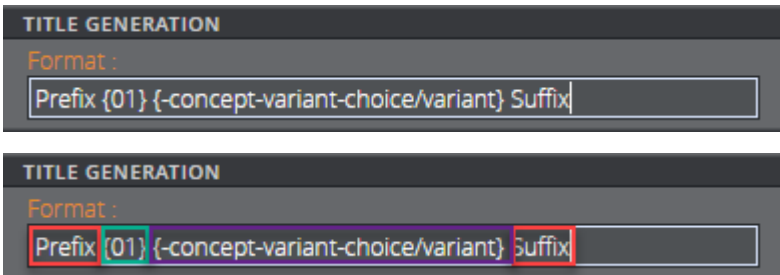 TITLE GENERATION
Format :
Prefix {01} {-concept-variant-choice/variant} Suffix
TITLE GENERATION
Format :
Prefix {01} {-concept-variant-choice/variant} Suffix